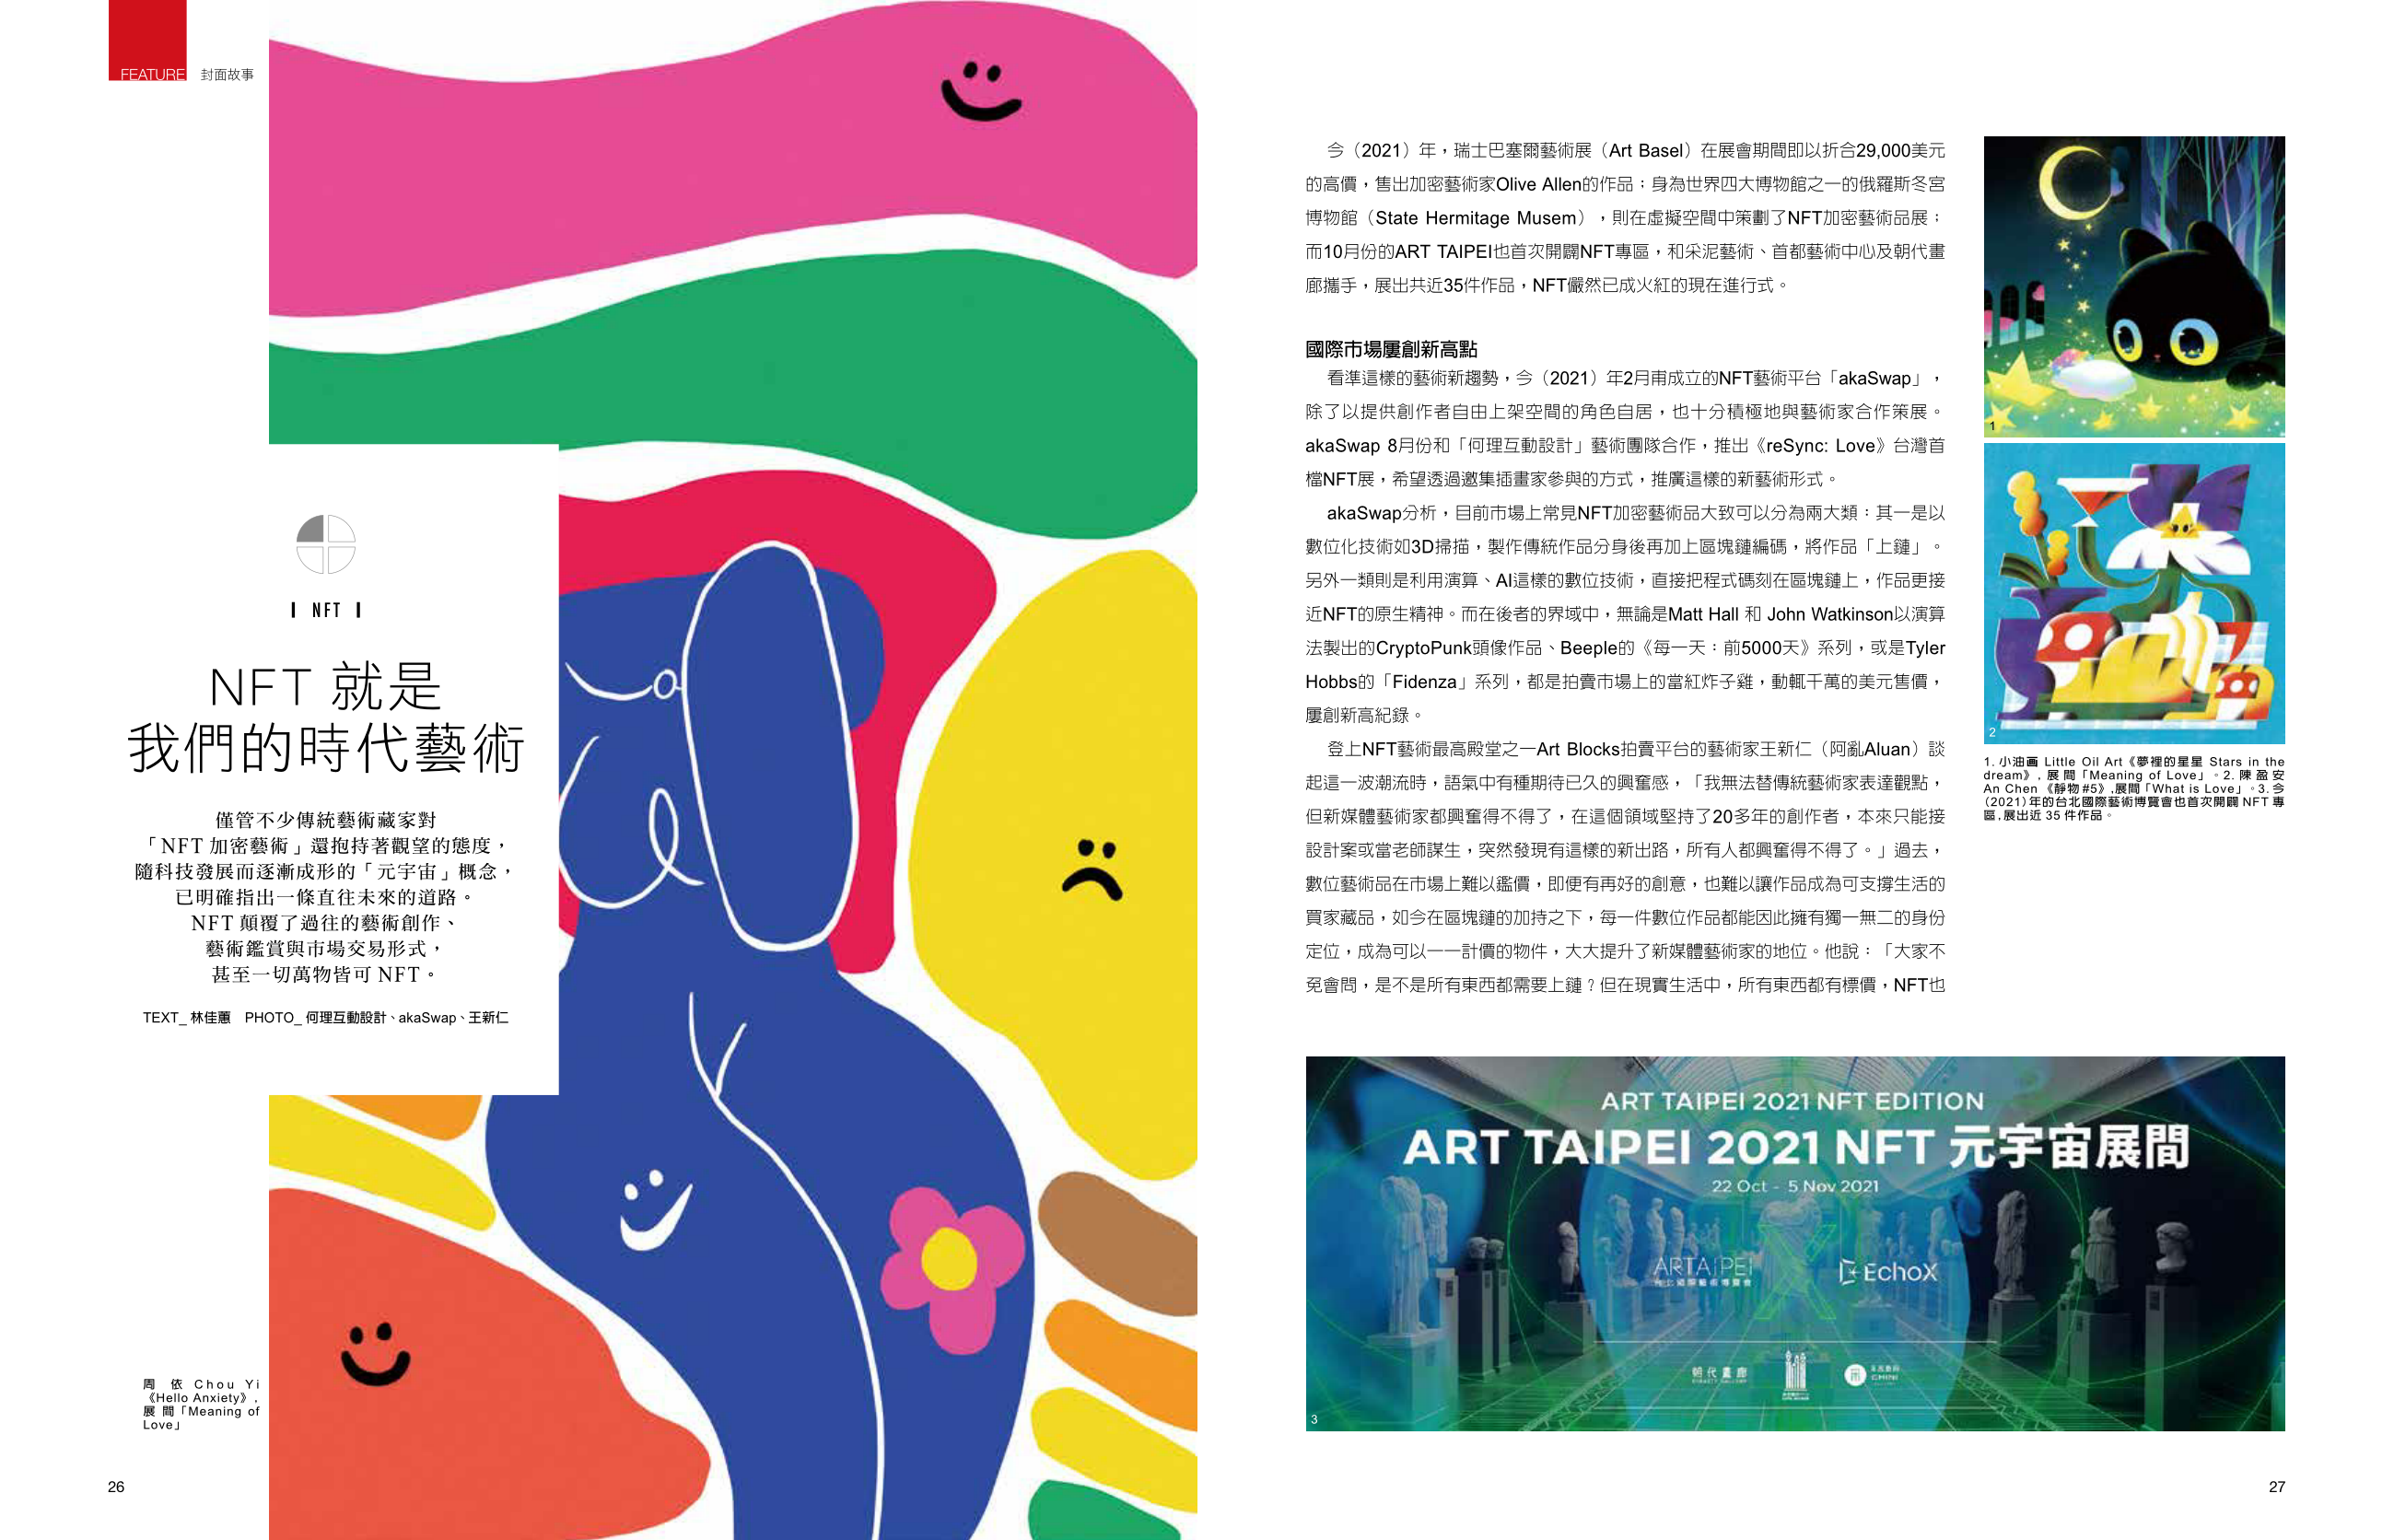 FEATURE 封面故事
NFT
NFT 就是
我們的時代藝術
僅管不少傳統藝術藏家對
「NFT 加密藝術」還抱持著觀望的態度，
隨科技發展而逐漸成形的「元宇宙」概念，
已明確指出一條直往未來的道路。
NFT 顛覆了過往的藝術創作、
藝術鑑賞與市場交易形式，
甚至一切萬物皆可 NFT。
TEXT_ 林佳蕙 PHOTO_ 何理互動設計、akaSwap、王新仁
周依 Chou Yi
《Hello Anxiety》,
展間「Meaning of
Love」
26
今（2021）年，瑞士巴塞爾藝術展（Art Basel）在展會期間即以折合29,000美元
的高價，售出加密藝術家Olive Allen的作品；身為世界四大博物館之一的俄羅斯冬宮
博物館（State Hermitage Musem），則在虛擬空間中策劃了NFT加密藝術品展；
而10月份的ART TAIPEI也首次開闢NFT專區，和采泥藝術、首都藝術中心及朝代畫
廊攜手，展出共近35件作品，NFT儼然已成火紅的現在進行式。
國際市場屢創新高點
看準這樣的藝術新趨勢，今（2021）年2月甫成立的NFT藝術平台「akaSwap」，
除了以提供創作者自由上架空間的角色自居，也十分積極地與藝術家合作策展。
akaSwap 8月份和「何理互動設計」藝術團隊合作，推出《reSync: Love》台灣首
檔NFT展，希望透過邀集插畫家參與的方式，推廣這樣的新藝術形式。
akaSwap分析，目前市場上常見NFT加密藝術品大致可以分為兩大類：其一是以
數位化技術如3D掃描，製作傳統作品分身後再加上區塊鏈編碼，將作品「上鏈」。
另外一類則是利用演算、AI這樣的數位技術，直接把程式碼刻在區塊鏈上，作品更接
近NFT的原生精神。而在後者的界域中，無論是Matt Hall 和 John Watkinson以演算
法製出的CryptoPunk頭像作品、Beeple的《每一天：前5000天》系列，或是Tyler
Hobbs的「Fidenza」系列，都是拍賣市場上的當紅炸子雞，動輒千萬的美元售價，
屢創新高紀錄。
登上NFT藝術最高殿堂之一Art Blocks拍賣平台的藝術家王新仁（阿亂Aluan）談
起這一波潮流時，語氣中有種期待已久的興奮感，「我無法替傳統藝術家表達觀點，
但新媒體藝術家都興奮得不得了，在這個領域堅持了20多年的創作者，本來只能接
設計案或當老師謀生，突然發現有這樣的新出路，所有人都興奮得不得了。」過去，
數位藝術品在市場上難以鑑價，即便有再好的創意，也難以讓作品成為可支撐生活的
買家藏品，如今在區塊鏈的加持之下，每一件數位作品都能因此擁有獨一無二的身份
定位，成為可以一一計價的物件，大大提升了新媒體藝術家的地位。他說：「大家不
免會問，是不是所有東西都需要上鏈？但在現實生活中，所有東西都有標價，NFT也
1
2
1. 小油画 Little Oil Art《夢裡的星星 Stars in the
dream》, 展間「Meaning of Love」。2. 陳盈安
An Chen《靜物#5》,展間「What is Love」。3. 今
(2021)年的台北國際藝術博覽會也首次開闢 NFT 專
區,展出近 35 件作品。
ART TAIPEI 2021 NFT EDITION
ART TAIPEI 2021 NFT 元宇宙展間
22 Oct - 5 Nov 2021
ARTAIPEI
台北國際藝術博覽會
EchoX
朝代畫廊
3
27